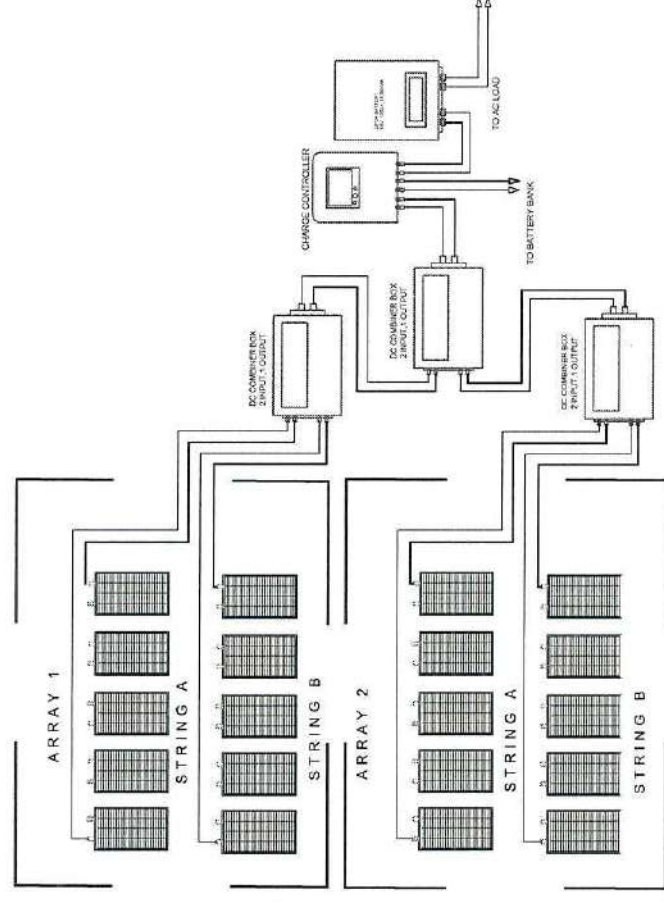 ARRAY 1
STRING A
STRING B
ARRAY 2
STRING A
STRING B
DC COMBINER BOX
2 INPUT, 1 OUTPUT
DC COMBINER BOX
2 INPUT, 1 OUTPUT
DC COMBINER BOX
2 INPUT, 1 OUTPUT
CHARGE CONTROLLER
TO BATTERY BANK
TO AC LOAD